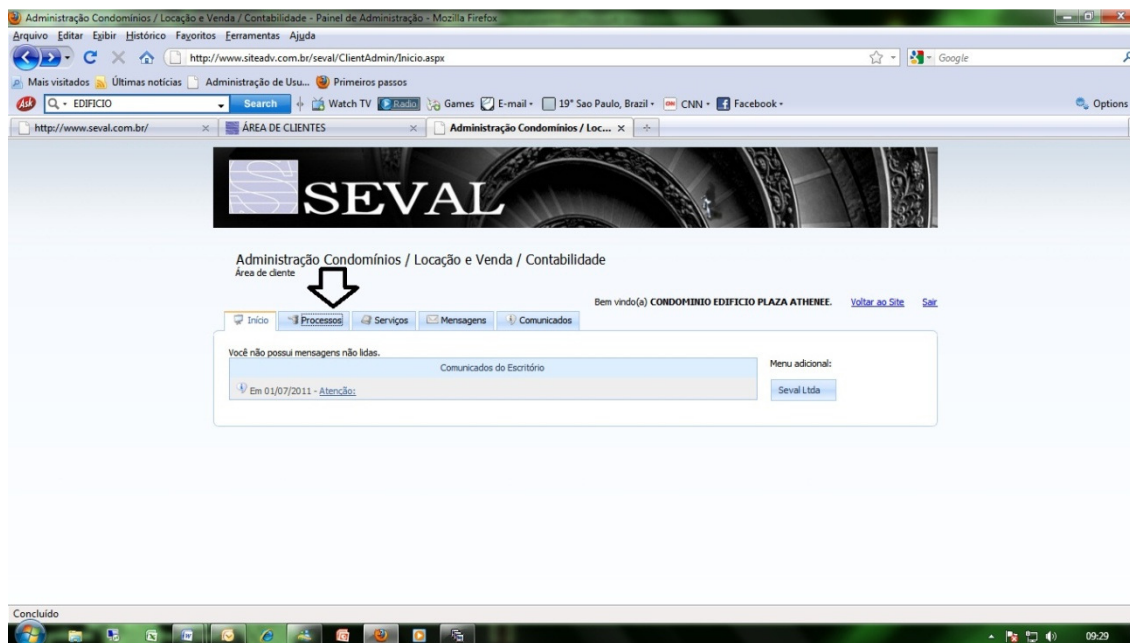 Administração Condomínios / Locação e Venda / Contabilidade - Painel de Administração - Mozilla Firefox
Arquivo Editar Exibir Histórico Favoritos Ferramentas Ajuda
http://www.siteadv.com.br/seval/ClientAdmin/Inicio.aspx Google
Mais visitados Últimas notícias Administração de Usu... Primeiros passos
Ask EDIFICIO Search Watch TV Radio Games E-mail 19° Sao Paulo, Brazil CNN Facebook Options
http://www.seval.com.br/ ÁREA DE CLIENTES Administração Condomínios / Loc...
SEVAL
Administração Condomínios / Locação e Venda / Contabilidade
Área de cliente
Bem vindo(a) CONDOMINIO EDIFICIO PLAZA ATHENEE. Voltar ao Site Sair
Início Processos Serviços Mensagens Comunicados
Você não possui mensagens não lidas.
Comunicados do Escritório
Menu adicional:
Em 01/07/2011 - Atenção:
Seval Ltda
Concluído
09:29